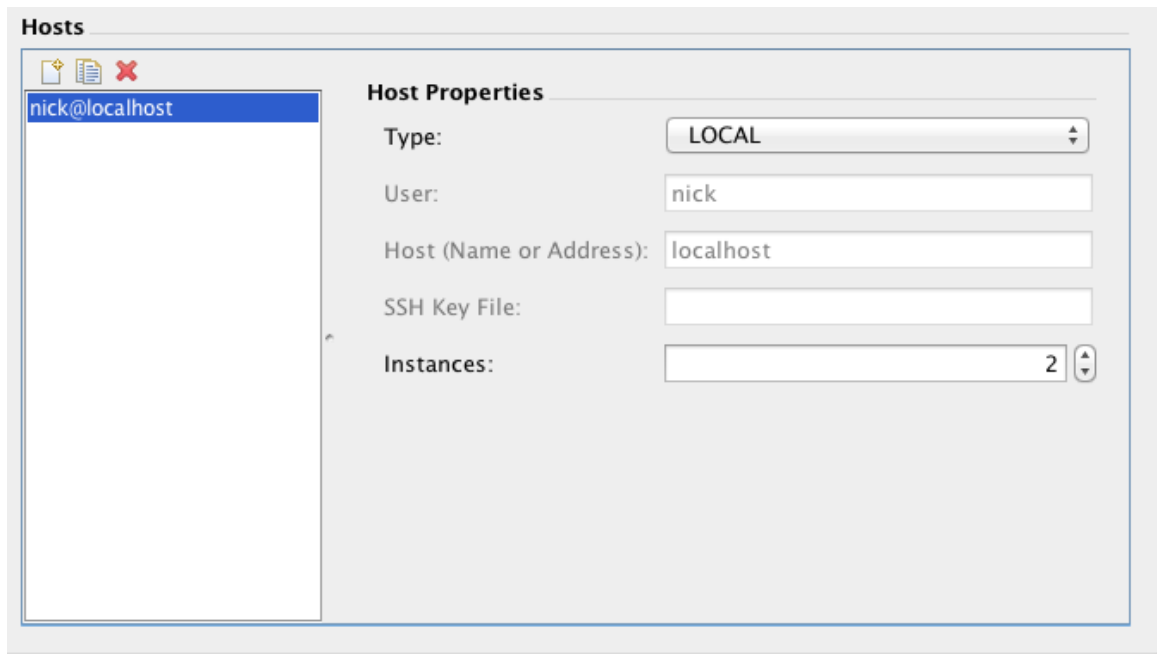 Hosts
nick@localhost
Host Properties
Type: LOCAL
User: nick
Host (Name or Address): localhost
SSH Key File:
Instances: 2